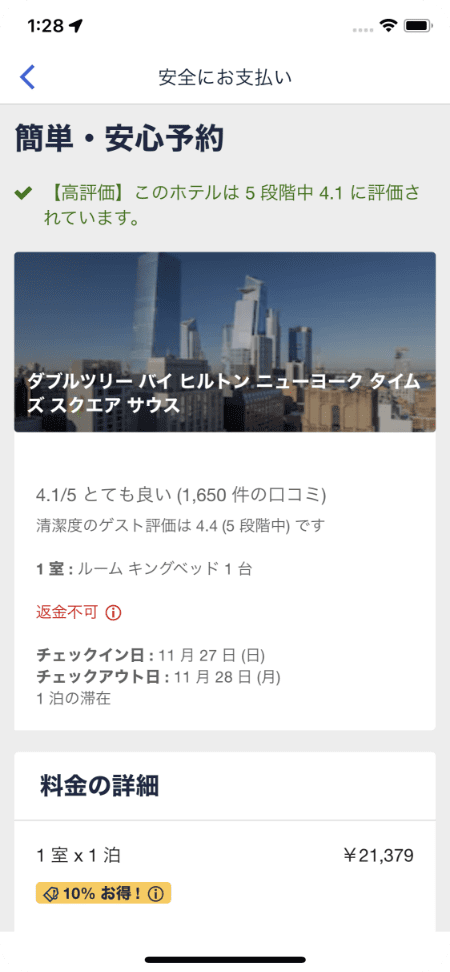 1:28
安全にお支払い
簡単・安心予約
【高評価】このホテルは 5 段階中 4.1 に評価さ
れています。
ダブルツリー バイ ヒルトン ニューヨーク タイム
ズ スクエア サウス
4.1/5 とても良い (1,650 件の口コミ)
清潔度のゲスト評価は 4.4 (5 段階中) です
1 室 : ルーム キングベッド 1 台
返金不可
チェックイン日 : 11 月 27 日 (日)
チェックアウト日 : 11 月 28 日 (月)
1 泊の滞在
料金の詳細
1 室 x 1 泊 ￥21,379
10% お得 !